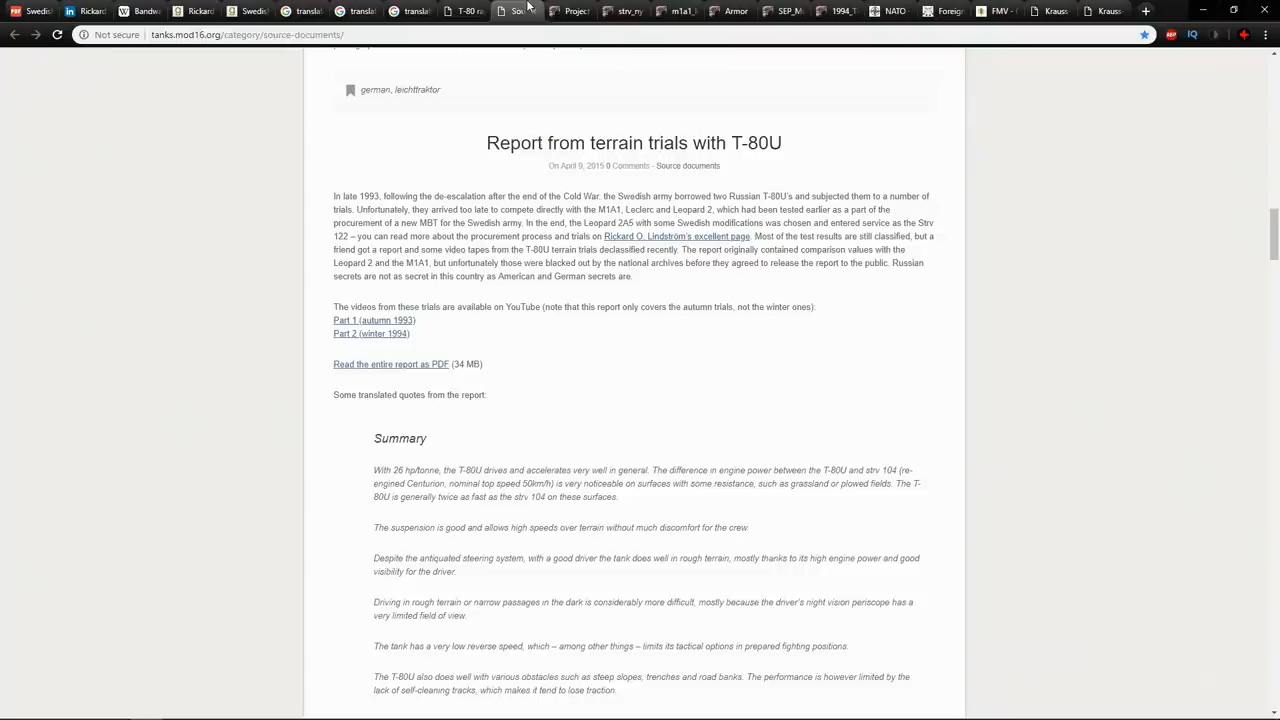 Swedish
Rickard
Bandw
Rickard
Swedish
translat
translat
translat
T-80 ra
Sou
Project
strv_ny
m1a1_
Armor
SEP_M
1994_T
NATO
Foreign
FMV -
Krauss
Krauss
Not secure | tanks.mod16.org/category/source-documents/
german, leichttraktor
Report from terrain trials with T-80U
On April 9, 2015 0 Comments - Source documents
In late 1993, following the de-escalation after the end of the Cold War, the Swedish army borrowed two Russian T-80U's and subjected them to a number of
trials. Unfortunately, they arrived too late to compete directly with the M1A1, Leclerc and Leopard 2, which had been tested earlier as a part of the
procurement of a new MBT for the Swedish army. In the end, the Leopard 2A5 with some Swedish modifications was chosen and entered service as the Strv
122 – you can read more about the procurement process and trials on Rickard O. Lindström's excellent page. Most of the test results are still classified, but a
friend got a report and some video tapes from the T-80U terrain trials declassified recently. The report originally contained comparison values with the
Leopard 2 and the M1A1, but unfortunately those were blacked out by the national archives before they agreed to release the report to the public. Russian
secrets are not as secret in this country as American and German secrets are.
The videos from these trials are available on YouTube (note that this report only covers the autumn trials, not the winter ones):
Part 1 (autumn 1993)
Part 2 (winter 1994)
Read the entire report as PDF (34 MB)
Some translated quotes from the report:
Summary
With 26 hp/tonne, the T-80U drives and accelerates very well in general. The difference in engine power between the T-80U and strv 104 (re-
engined Centurion, nominal top speed 50km/h) is very noticeable on surfaces with some resistance, such as grassland or plowed fields. The T-
80U is generally twice as fast as the strv 104 on these surfaces.
The suspension is good and allows high speeds over terrain without much discomfort for the crew.
Despite the antiquated steering system, with a good driver the tank does well in rough terrain, mostly thanks to its high engine power and good
visibility for the driver.
Driving in rough terrain or narrow passages in the dark is considerably more difficult, mostly because the driver's night vision periscope has a
very limited field of view.
The tank has a very low reverse speed, which – among other things – limits its tactical options in prepared fighting positions.
The T-80U also does well with various obstacles such as steep slopes, trenches and road banks. The performance is however limited by the
lack of self-cleaning tracks, which makes it tend to lose traction.